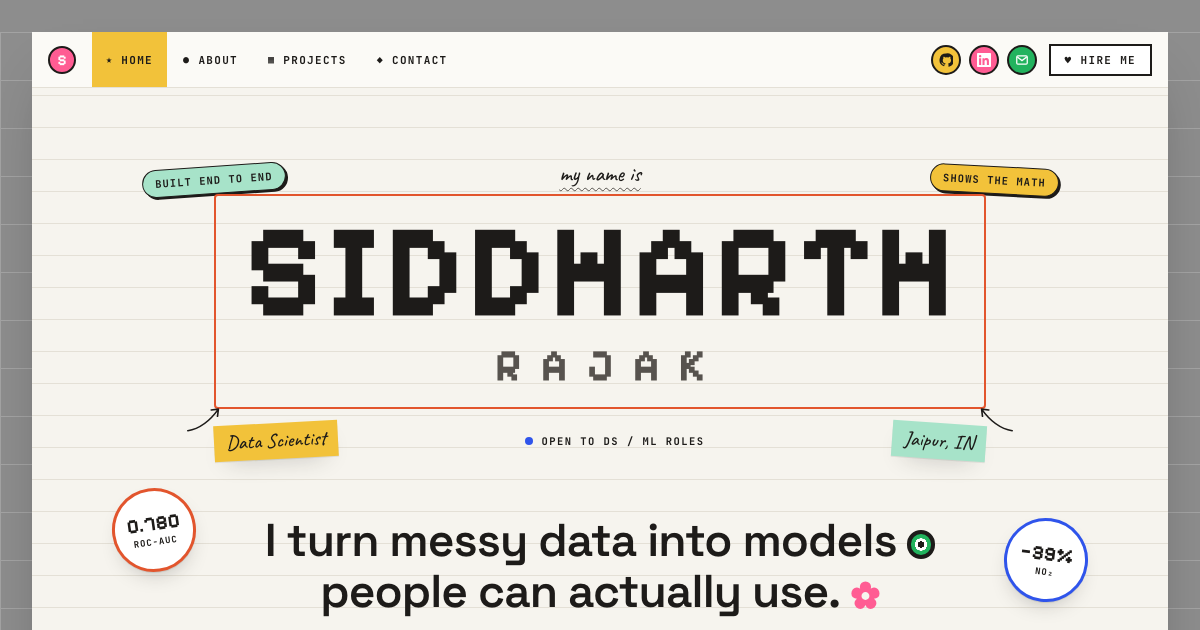 S ★ HOME ● ABOUT ■ PROJECTS ◆ CONTACT ♥ HIRE ME
BUILT END TO END
my name is
SHOWS THE MATH
SIDDHARTH
RAJAK
Data Scientist
OPEN TO DS / ML ROLES
Jaipur, IN
0.780
ROC-AUC
I turn messy data into models
people can actually use.
-39%
NO₂